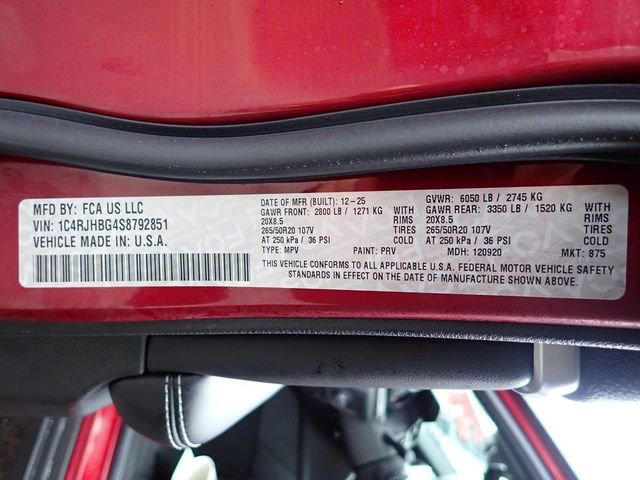 MFD BY: FCA US LLC
VIN: 1C4RJHBG4S8792851
VEHICLE MADE IN U.S.A.
DATE OF MFR (BUILT): 12-25
GAWR FRONT: 2800 LB / 1271 KG WITH
20X8.5 RIMS
265/50R20 107V TIRES
AT 250 kPa / 36 PSI COLD
TYPE: MPV PAINT: PRV
GVWR: 6050 LB / 2745 KG
GAWR REAR: 3350 LB / 1520 KG WITH
20X8.5 RIMS
265/50R20 107V TIRES
AT 250 kPa / 36 PSI COLD
MDH: 120920 MKT: 875
THIS VEHICLE CONFORMS TO ALL APPLICABLE U.S.A. FEDERAL MOTOR VEHICLE SAFETY
STANDARDS IN EFFECT ON THE DATE OF MANUFACTURE SHOWN ABOVE.